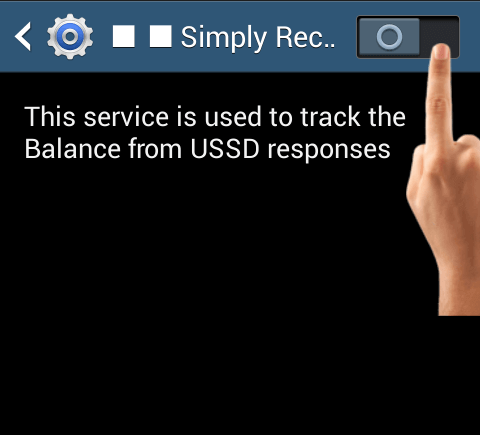 Simply Rec..
This service is used to track the
Balance from USSD responses